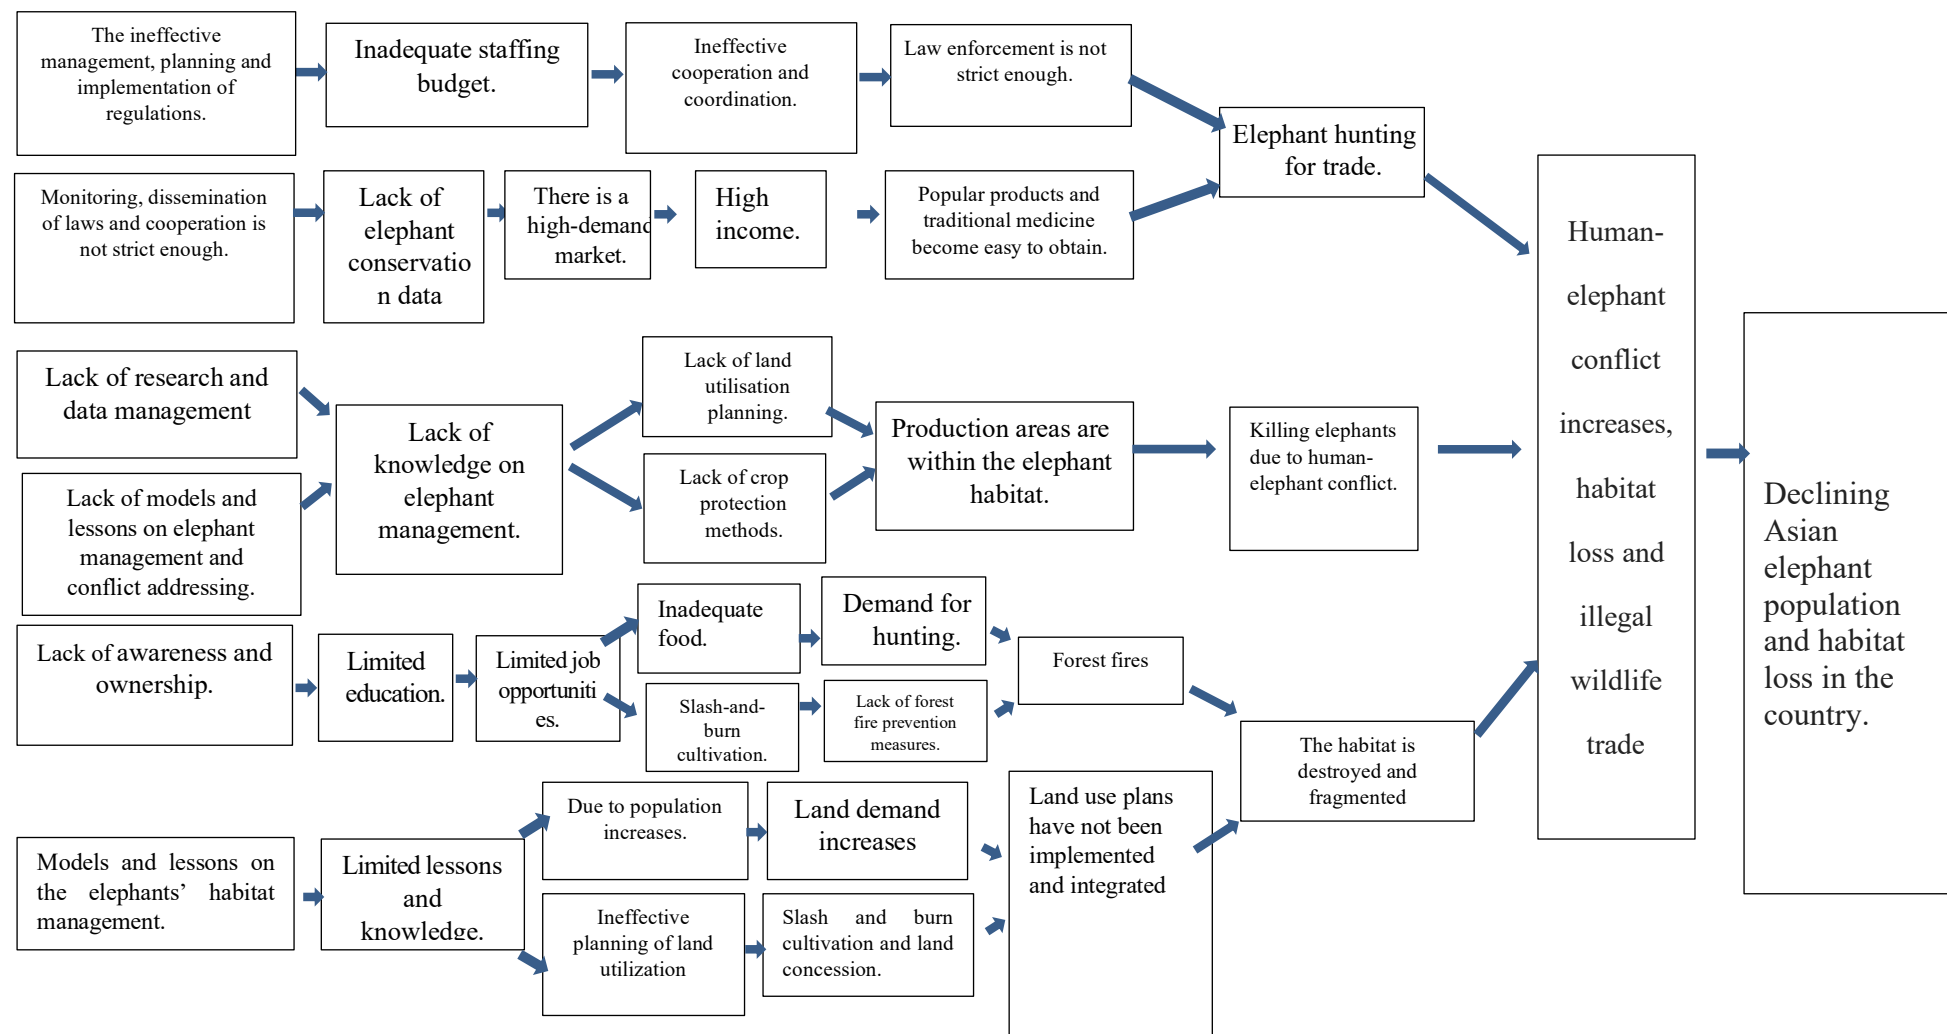 The ineffective
management, planning and
implementation of
regulations.
Inadequate staffing
budget.
Ineffective
cooperation and
coordination.
Law enforcement is not
strict enough.
Elephant hunting
for trade.
Monitoring, dissemination
of laws and cooperation is
not strict enough.
Lack of
elephant
conservatio
n data
There is a
high-demand
market.
High
income.
Popular products and
traditional medicine
become easy to obtain.
Lack of research and
data management
Lack of models and
lessons on elephant
management and
conflict addressing.
Lack of
knowledge on
elephant
management.
Lack of land
utilisation
planning.
Lack of crop
protection
methods.
Production areas are
within the elephant
habitat.
Killing elephants
due to human-
elephant conflict.
Lack of awareness and
ownership.
Limited
education.
Limited job
opportuniti
es.
Inadequate
food.
Demand for
hunting.
Slash-and-
burn
cultivation.
Lack of forest
fire prevention
measures.
Forest fires
The habitat is
destroyed and
fragmented
Models and lessons on
the elephants’ habitat
management.
Limited lessons
and
knowledge.
Due to population
increases.
Land demand
increases
Ineffective
planning of land
utilization
Slash and burn
cultivation and land
concession.
Land use plans
have not been
implemented
and integrated
Human-
elephant
conflict
increases,
habitat
loss and
illegal
wildlife
trade
Declining
Asian
elephant
population
and habitat
loss in the
country.